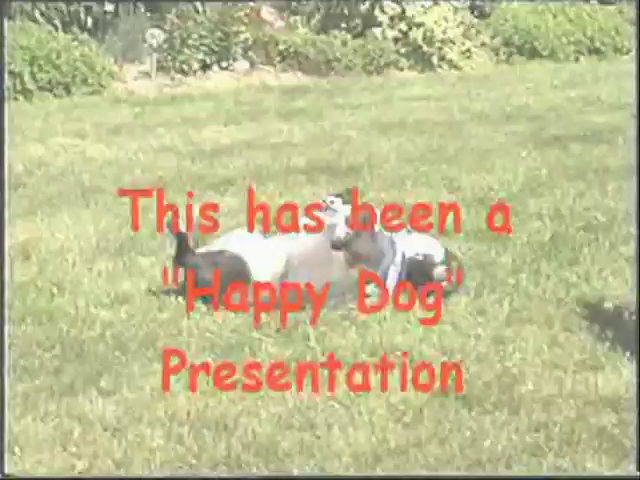 This has been a
"Happy Dog"
Presentation